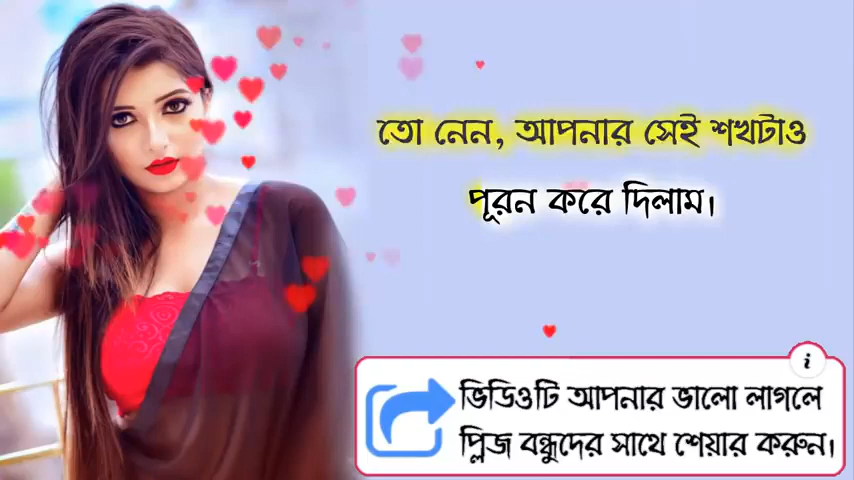 তো নেন, আপনার সেই শখটাও
পূরন করে দিলাম।
i
ভিডিওটি আপনার ভালো লাগলে
প্লিজ বন্ধুদের সাথে শেয়ার করুন।